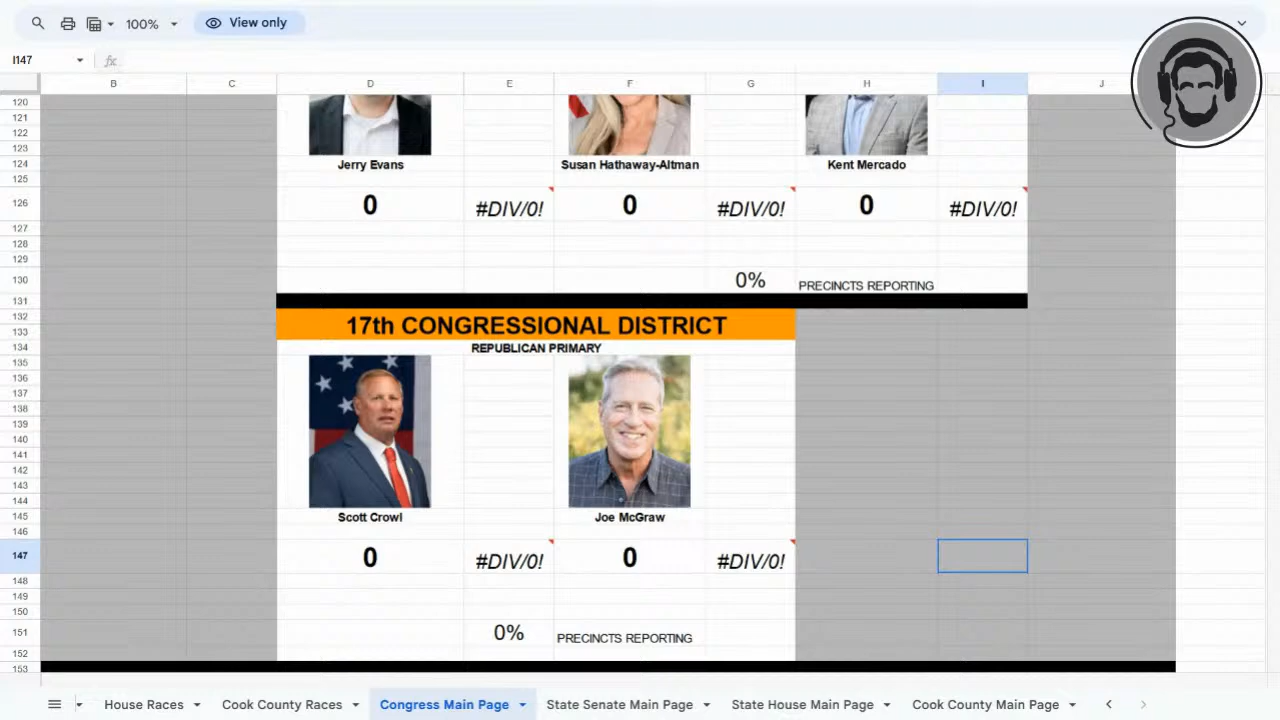 100% View only
I147 fx
B C D E F G H I J
120
121
122
123
124 Jerry Evans Susan Hathaway-Altman Kent Mercado
125
126 0 #DIV/0! 0 #DIV/0! 0 #DIV/0!
127
128
129
130 0% PRECINCTS REPORTING
131
132 17th CONGRESSIONAL DISTRICT
133
134 REPUBLICAN PRIMARY
135
136
137
138
139
140
141
142
143
144
145 Scott Crowl Joe McGraw
146
147 0 #DIV/0! 0 #DIV/0!
148
149
150
151 0% PRECINCTS REPORTING
152
153
House Races Cook County Races Congress Main Page State Senate Main Page State House Main Page Cook County Main Page